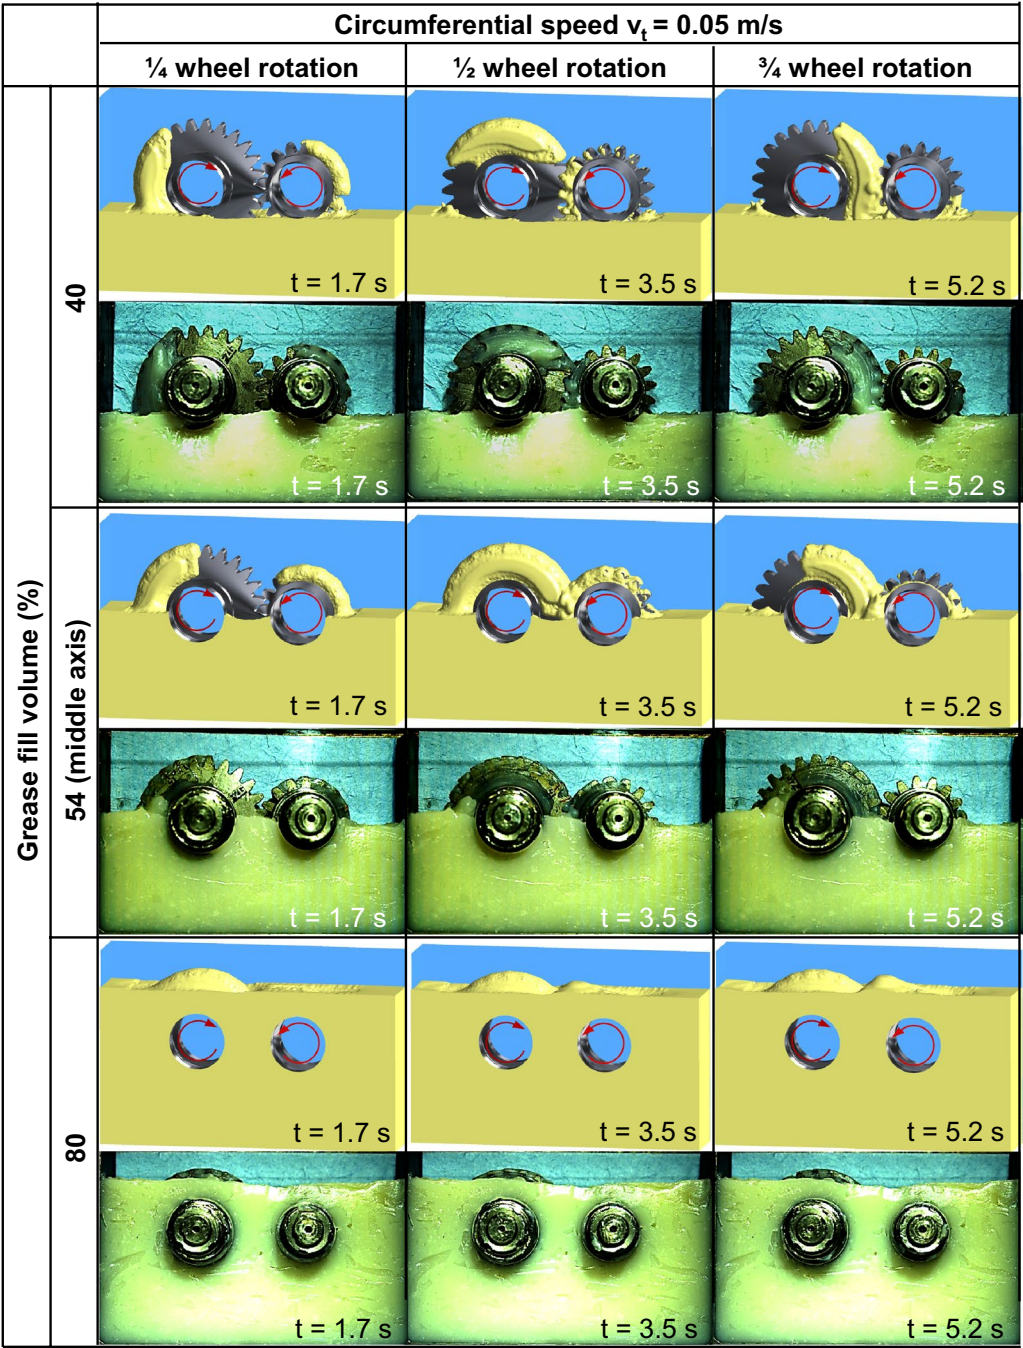 Circumferential speed vt = 0.05 m/s
¼ wheel rotation
½ wheel rotation
¾ wheel rotation
Grease fill volume (%)
40
t = 1.7 s
t = 3.5 s
t = 5.2 s
t = 1.7 s
t = 3.5 s
t = 5.2 s
54 (middle axis)
t = 1.7 s
t = 3.5 s
t = 5.2 s
t = 1.7 s
t = 3.5 s
t = 5.2 s
80
t = 1.7 s
t = 3.5 s
t = 5.2 s
t = 1.7 s
t = 3.5 s
t = 5.2 s